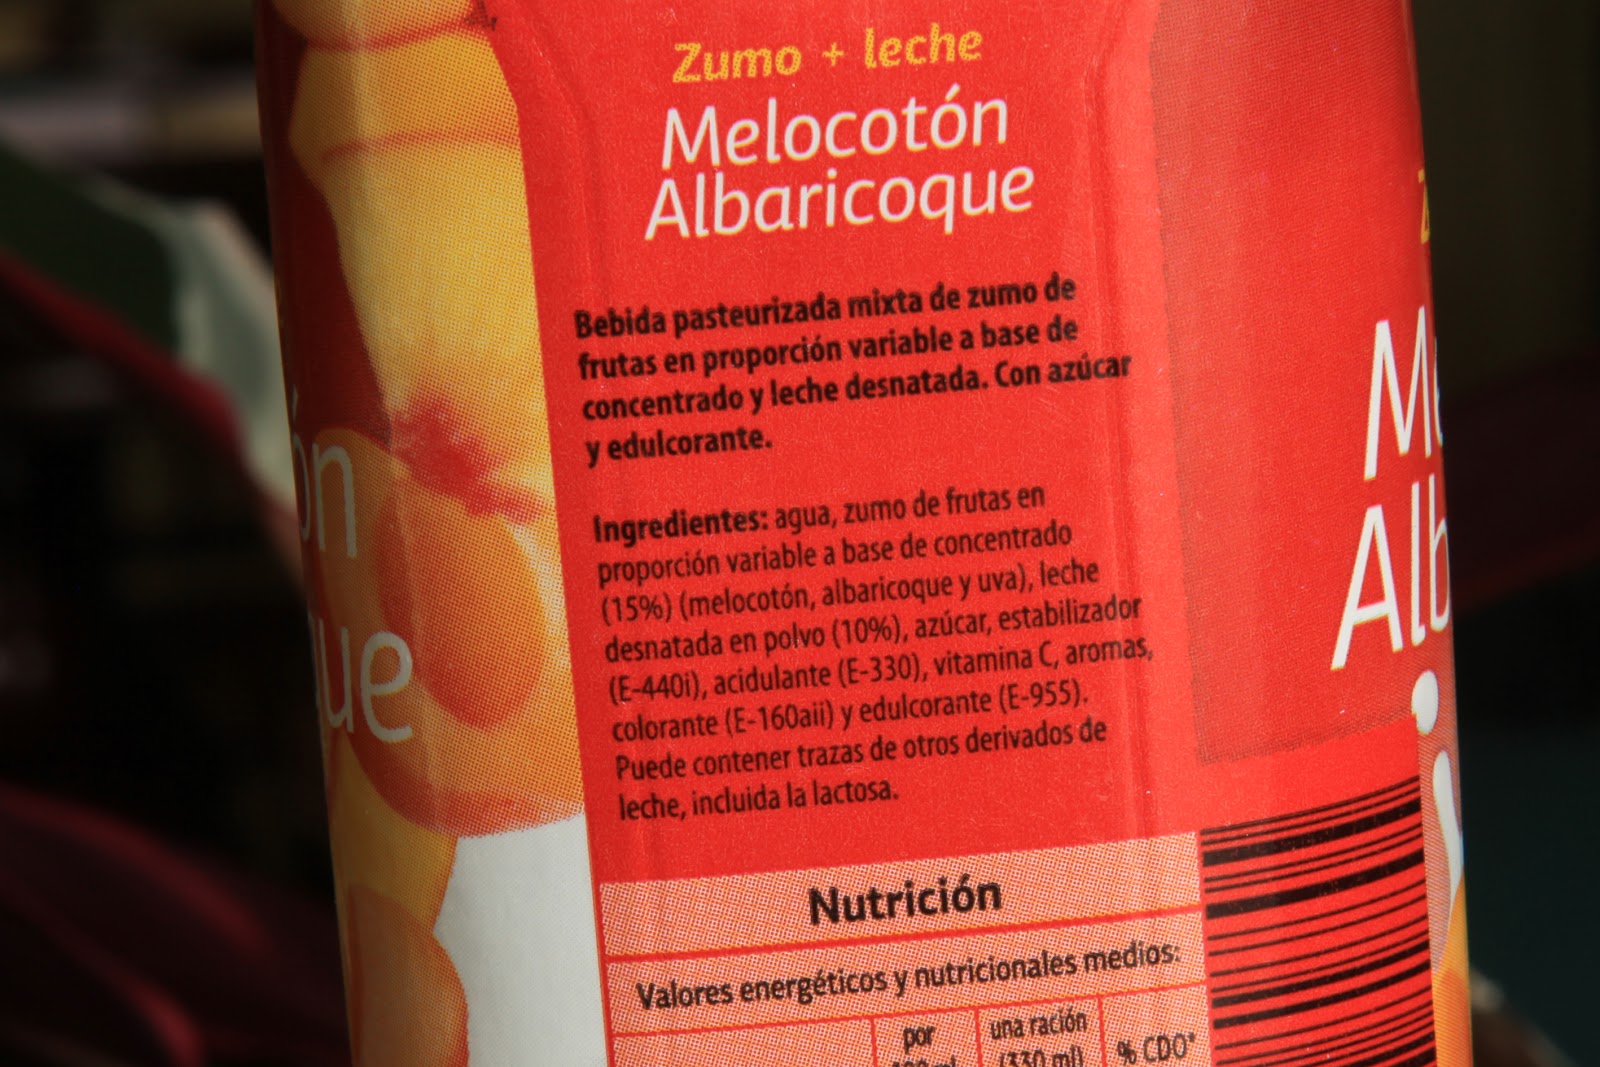 Zumo + leche
Melocotón
Albaricoque
Bebida pasteurizada mixta de zumo de
frutas en proporción variable a base de
concentrado y leche desnatada. Con azúcar
y edulcorante.
Ingredientes: agua, zumo de frutas en
proporción variable a base de concentrado
(15%) (melocotón, albaricoque y uva), leche
desnatada en polvo (10%), azúcar, estabilizador
(E-440i), acidulante (E-330), vitamina C, aromas,
colorante (E-160aii) y edulcorante (E-955).
Puede contener trazas de otros derivados de
leche, incluida la lactosa.
Nutrición
Valores energéticos y nutricionales medios:
por
una ración
(330 ml)
% CDO*
ón
que
Me
Alb